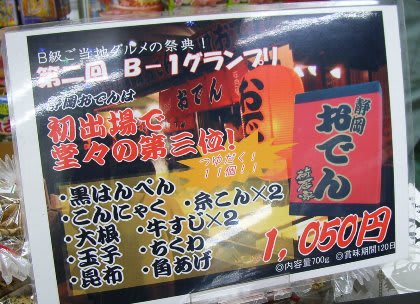 B級ご当地グルメの祭典!
第二回 B-1グランプリ
静岡おでんは
初出場で
堂々の第三位!
つゆだく!!
11個!!
・黒はんぺん
・こんにゃく
・大根
・玉子
・昆布
・糸こん×2
・牛すじ×2
・ちくわ
・角あげ
おでん
静岡
おでん
1,050円
◎内容量700g ◎賞味期間120日